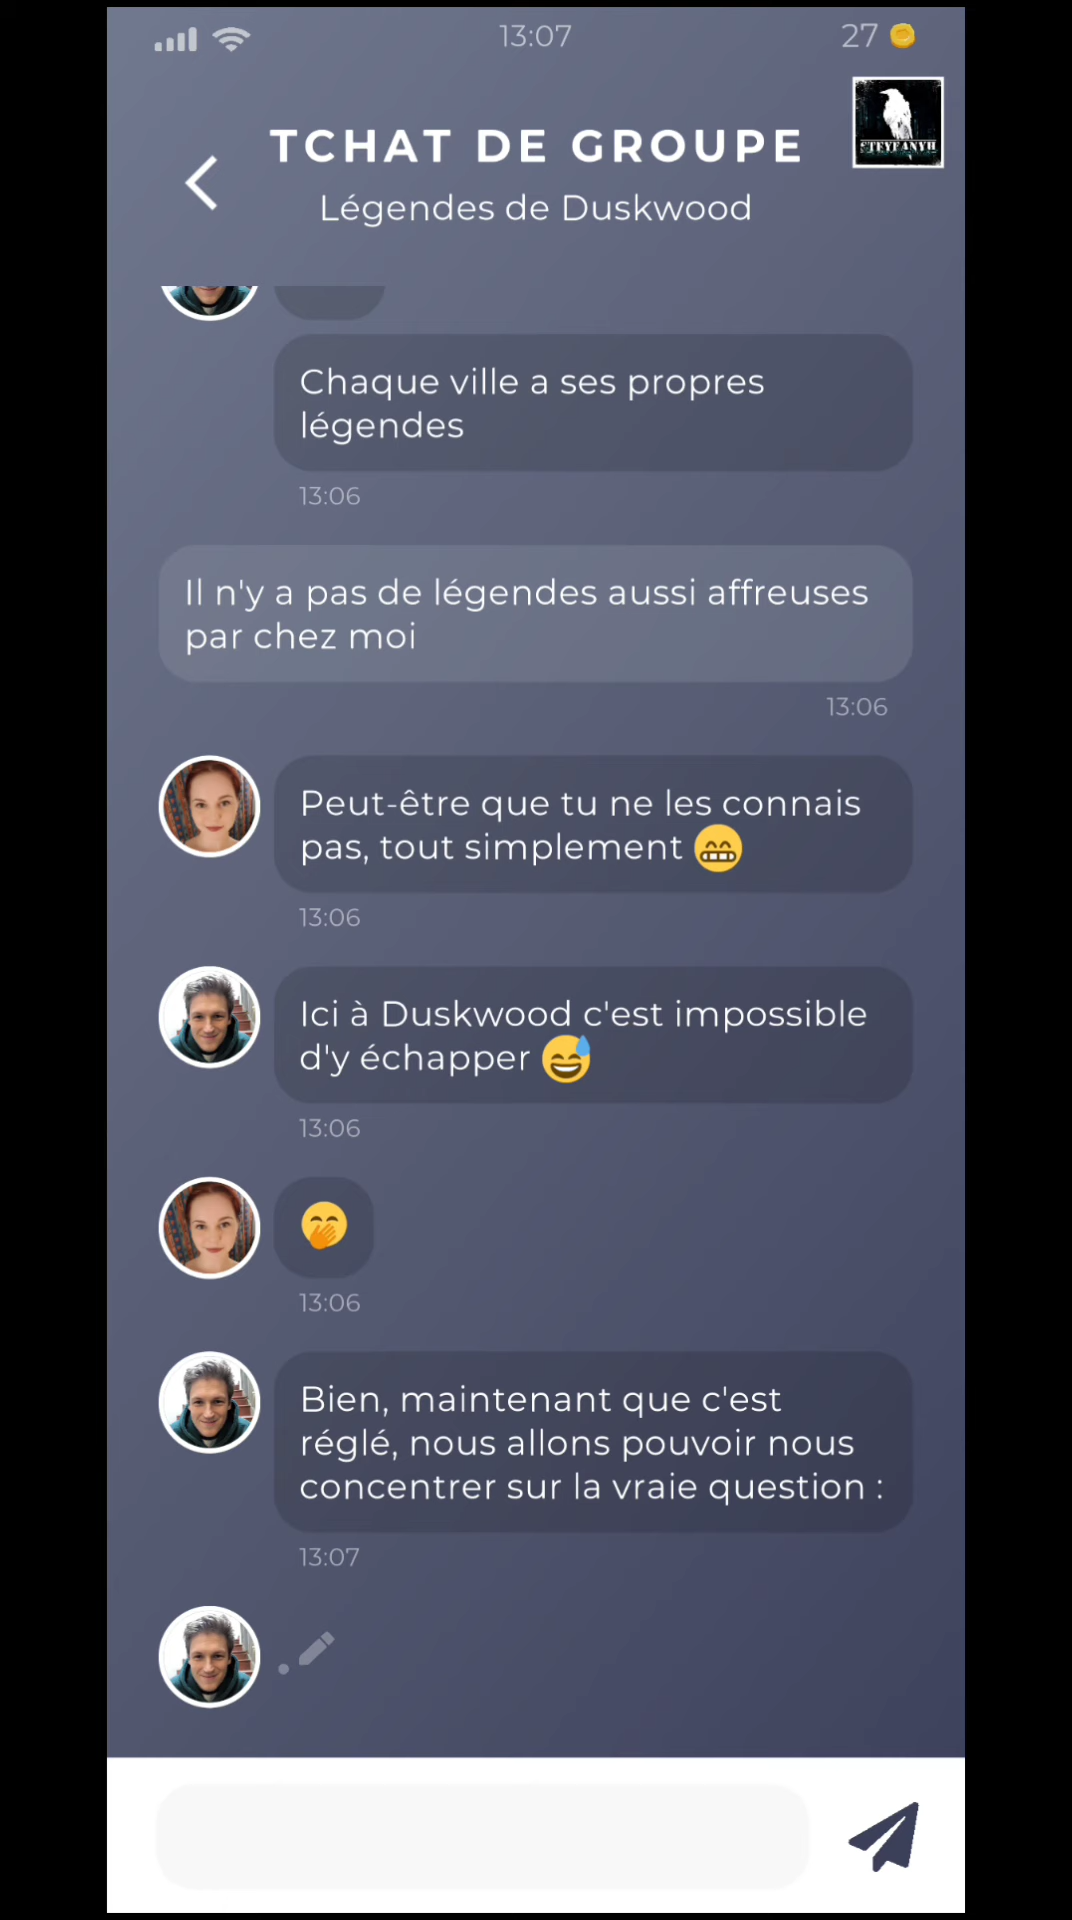 13:07
27
TCHAT DE GROUPE
STEYFANYH
Légendes de Duskwood
Chaque ville a ses propres
légendes
13:06
Il n'y a pas de légendes aussi affreuses
par chez moi
13:06
Peut-être que tu ne les connais
pas, tout simplement 😁
13:06
Ici à Duskwood c'est impossible
d'y échapper 😅
13:06
🤭
13:06
Bien, maintenant que c'est
réglé, nous allons pouvoir nous
concentrer sur la vraie question :
13:07